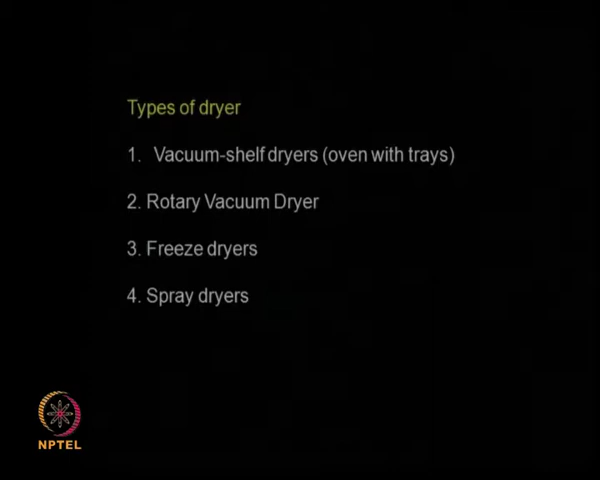 Types of dryer
1. Vacuum-shelf dryers (oven with trays)
2. Rotary Vacuum Dryer
3. Freeze dryers
4. Spray dryers
NPTEL